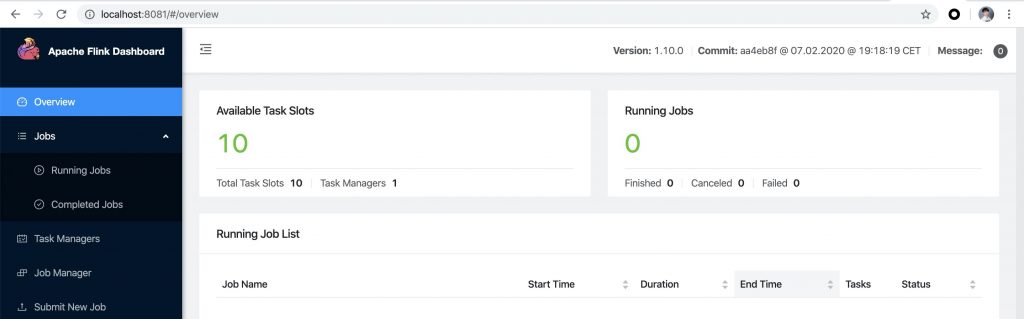 localhost:8081/#/overview
Apache Flink Dashboard
Version: 1.10.0 Commit: aa4eb8f @ 07.02.2020 @ 19:18:19 CET Message: 0
Overview
Jobs
Running Jobs
Completed Jobs
Task Managers
Job Manager
Submit New Job
Available Task Slots
10
Total Task Slots 10 Task Managers 1
Running Jobs
0
Finished 0 Canceled 0 Failed 0
Running Job List
Job Name Start Time Duration End Time Tasks Status